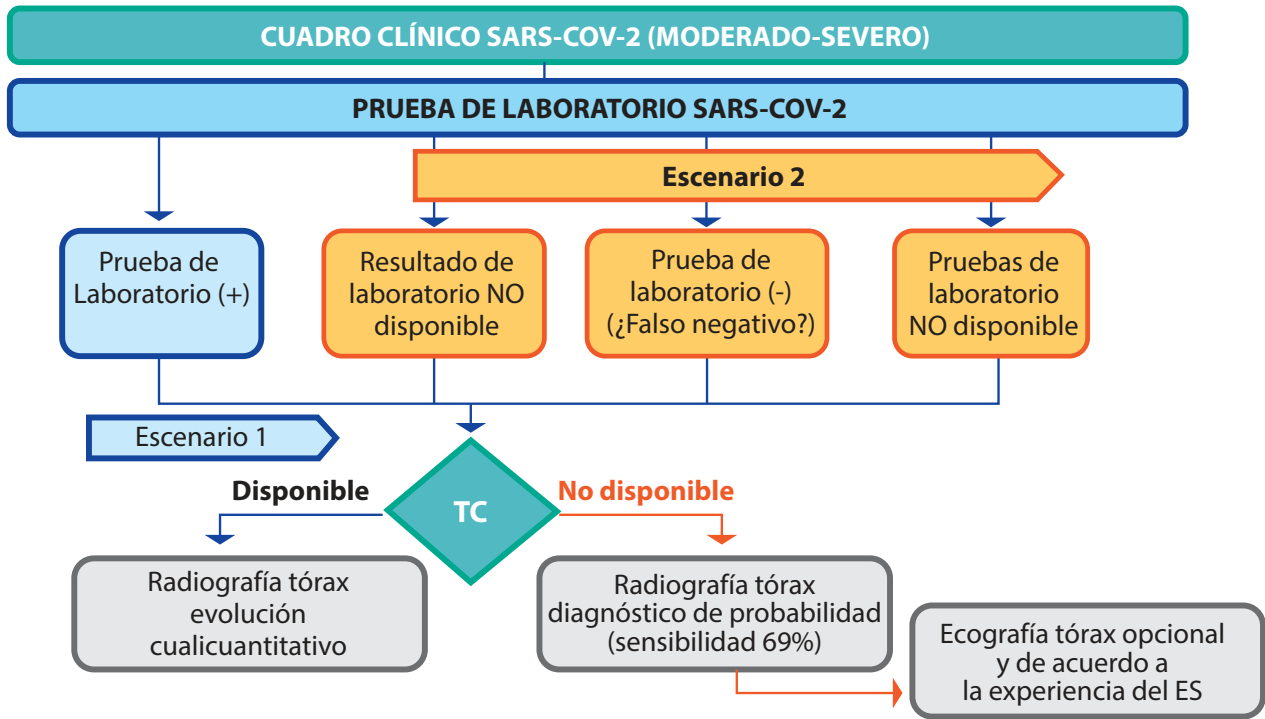 CUADRO CLÍNICO SARS-COV-2 (MODERADO-SEVERO)
PRUEBA DE LABORATORIO SARS-COV-2
Escenario 2
Prueba de
Laboratorio (+)
Resultado de
laboratorio NO
disponible
Prueba de
laboratorio (-)
(¿Falso negativo?)
Pruebas de
laboratorio
NO disponible
Escenario 1
Disponible
TC
No disponible
Radiografía tórax
evolución
cualicuantitativo
Radiografía tórax
diagnóstico de probabilidad
(sensibilidad 69%)
Ecografía tórax opcional
y de acuerdo a
la experiencia del ES